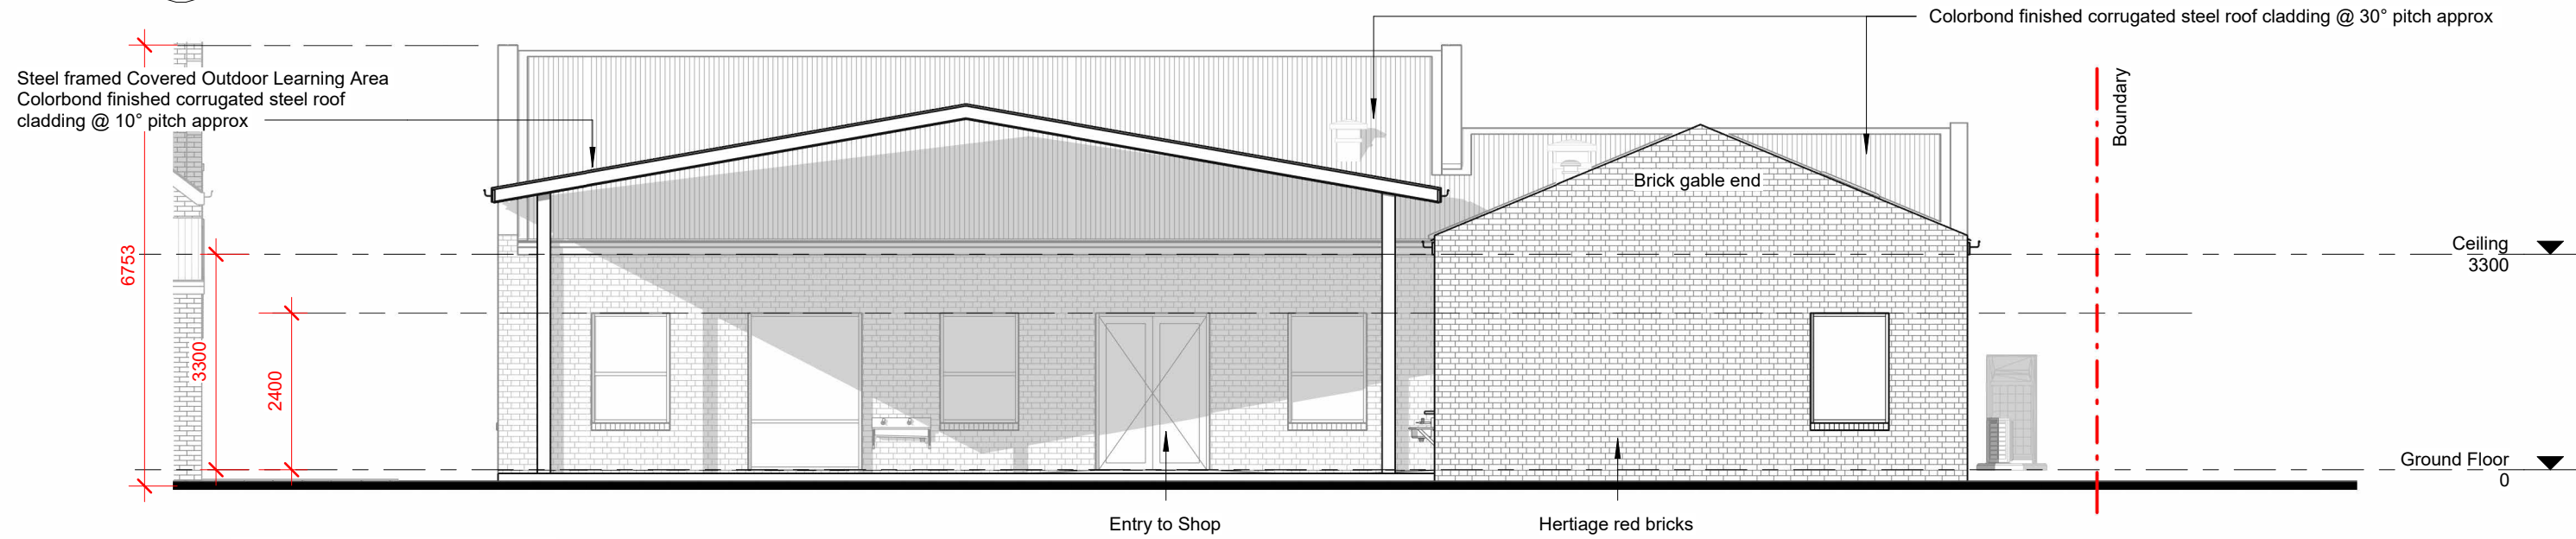 Colorbond finished corrugated steel roof cladding @ 30° pitch approx
Steel framed Covered Outdoor Learning Area
Colorbond finished corrugated steel roof
cladding @ 10° pitch approx
Boundary
Brick gable end
6753
3300
2400
Ceiling
3300
Ground Floor
0
Entry to Shop
Hertiage red bricks